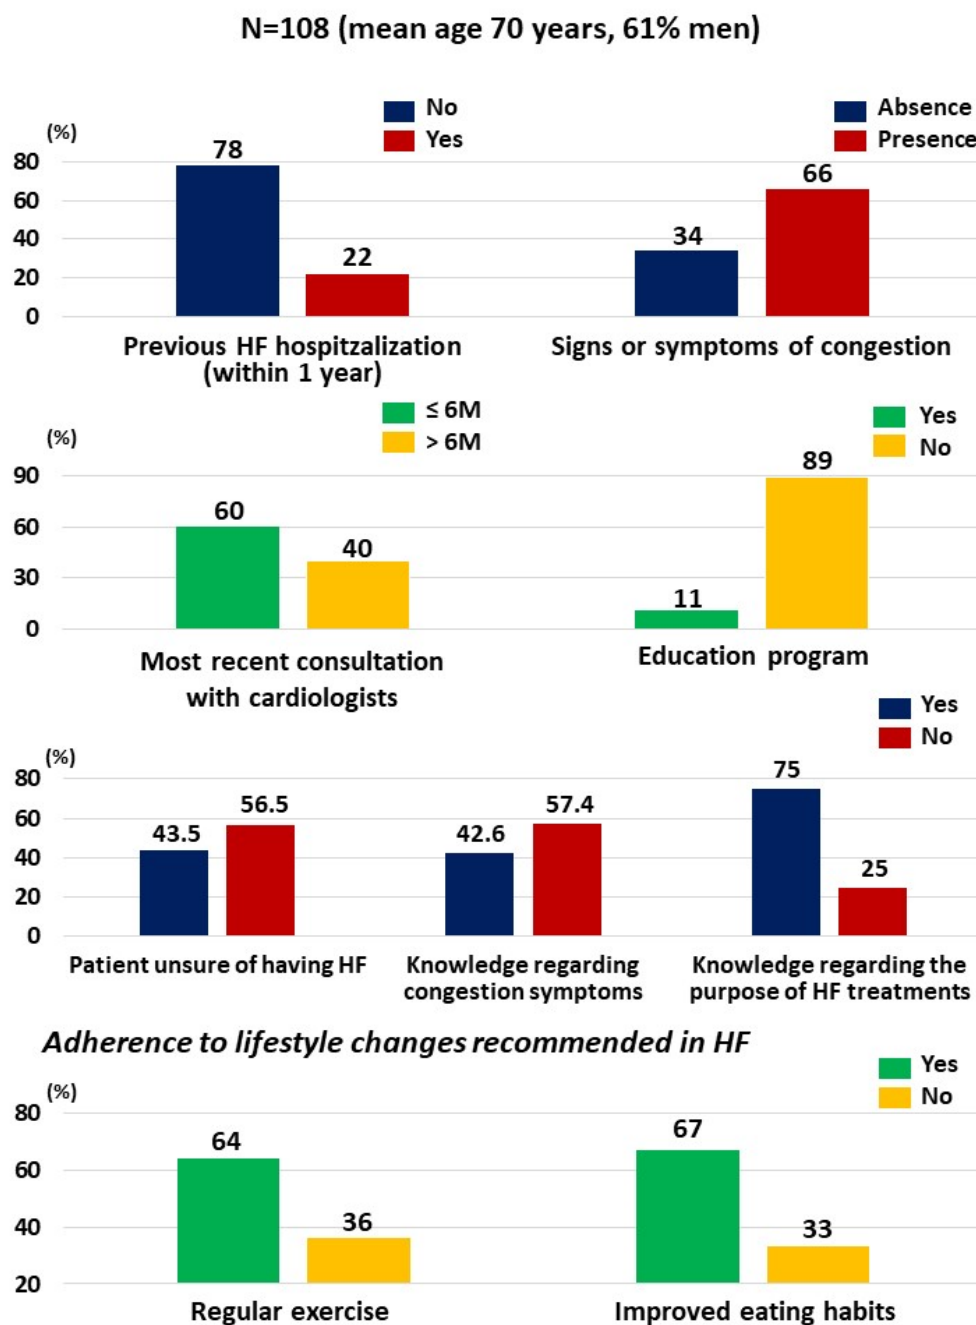 N=108 (mean age 70 years, 61% men)
No
Yes
Absence
Presence
(%)
80
60
40
20
0
78
22
34
66
Previous HF hospitzalization
(within 1 year)
Signs or symptoms of congestion
≤ 6M
> 6M
Yes
No
(%)
90
60
30
0
60
40
11
89
Most recent consultation
with cardiologists
Education program
Yes
No
(%)
80
60
40
20
0
43.5
56.5
42.6
57.4
75
25
Patient unsure of having HF
Knowledge regarding
congestion symptoms
Knowledge regarding the
purpose of HF treatments
Adherence to lifestyle changes recommended in HF
Yes
No
(%)
80
60
40
20
64
36
67
33
Regular exercise
Improved eating habits